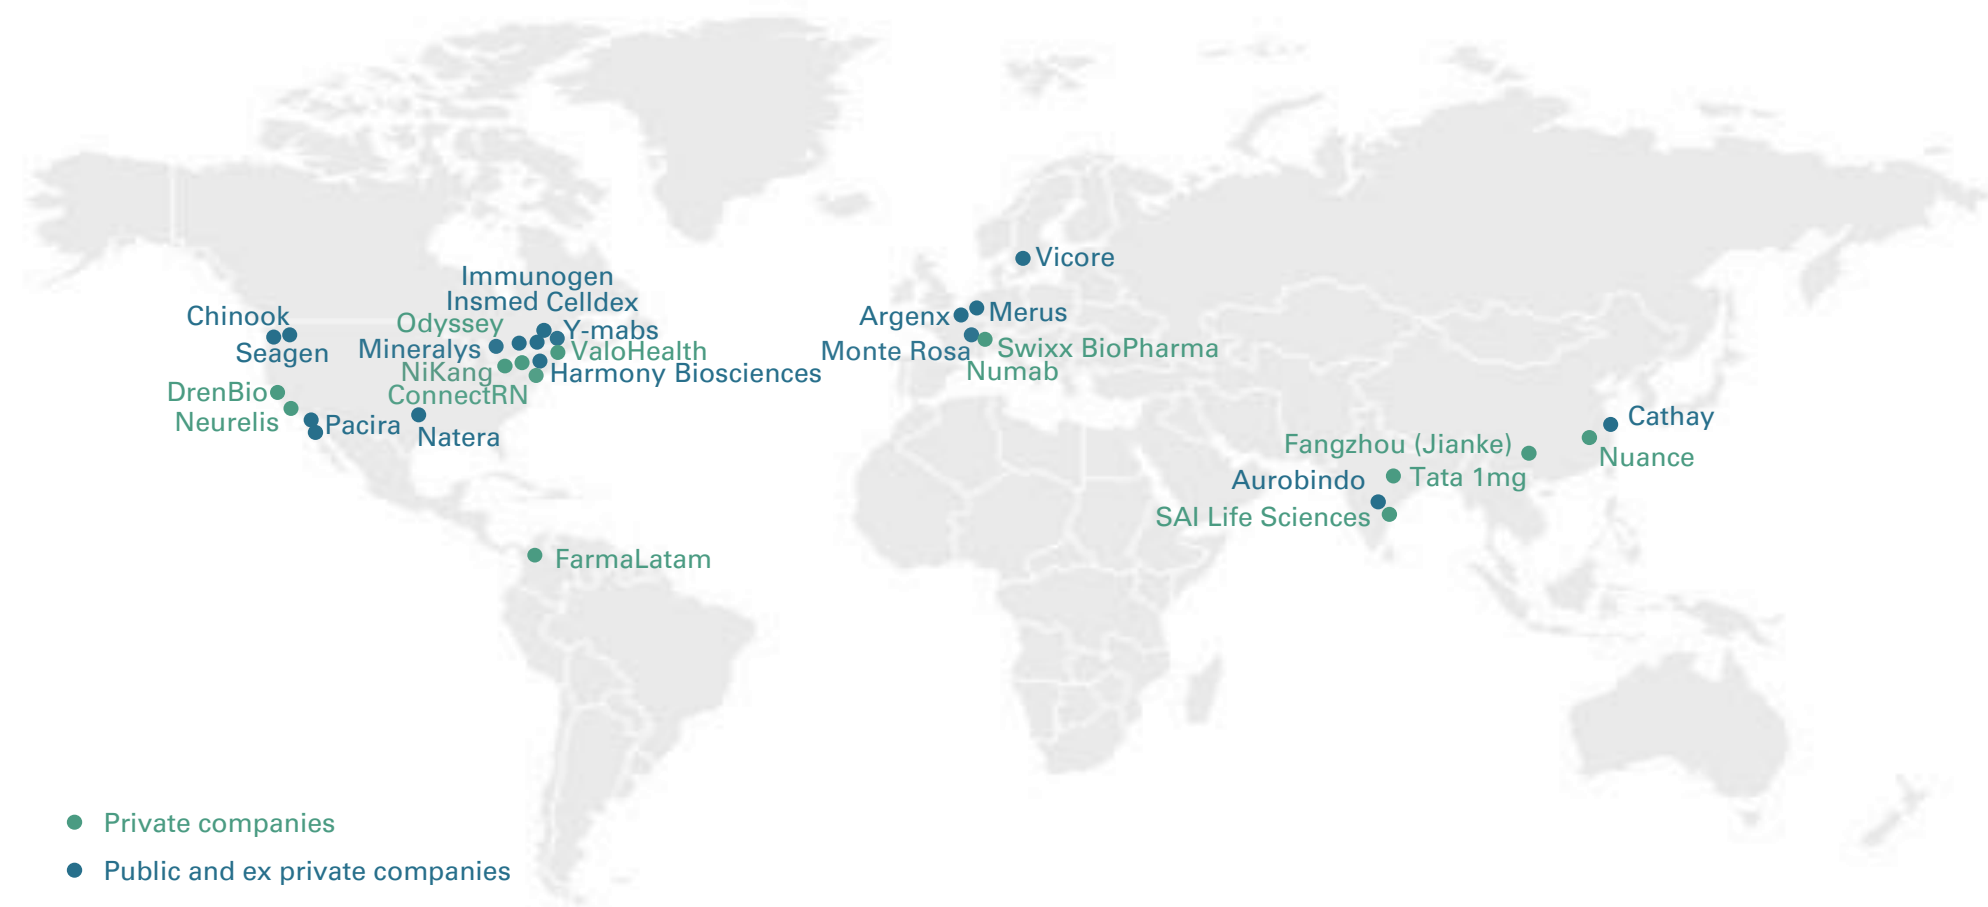 Vicore
Immunogen
Insmed Celldex
Chinook
Odyssey
Y-mabs
Argenx
Merus
Seagen
Mineralys
ValoHealth
Monte Rosa
Swixx BioPharma
NiKang
Harmony Biosciences
Numab
DrenBio
ConnectRN
Neurelis
Pacira
Natera
Cathay
Fangzhou (Jianke)
Nuance
Aurobindo
Tata 1mg
SAI Life Sciences
FarmaLatam
Private companies
Public and ex private companies